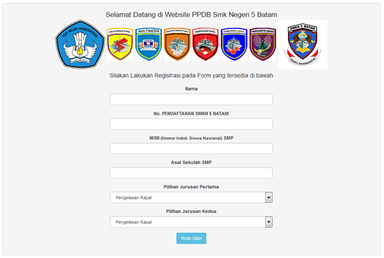 Selamat Datang di Website PPDB Smk Negeri 5 Batam
Silakan Lakukan Registrasi pada Form yang tersedia di bawah
Nama
No. PENDAFTARAN SMKN 5 BATAM
NISN (Nomor Induk Siswa Nasional) SMP
Asal Sekolah SMP
Pilihan Jurusan Pertama
Pengelasan Kapal
Pilihan Jurusan Kedua
Pengelasan Kapal
Mulai Ujian